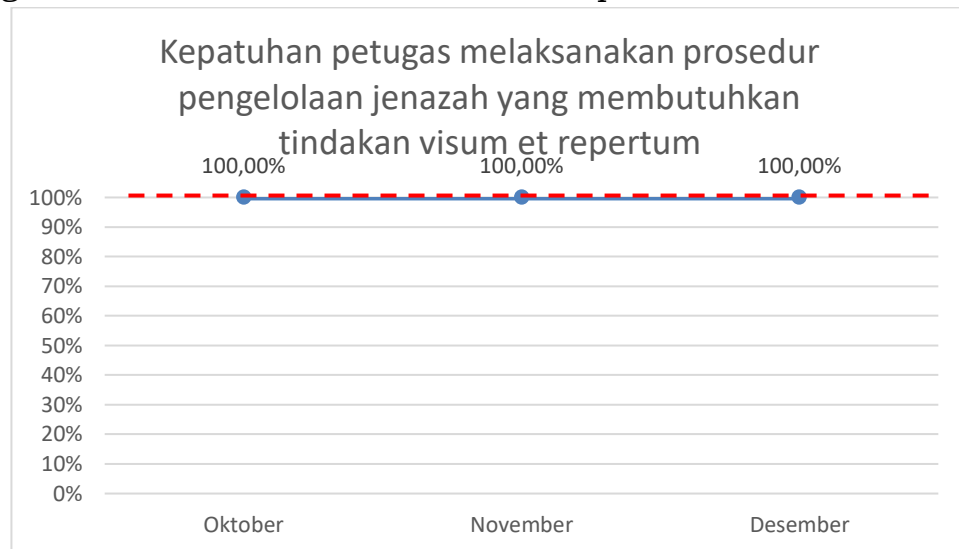 Kepatuhan petugas melaksanakan prosedur
pengelolaan jenazah yang membutuhkan
tindakan visum et repertum
100,00% 100,00% 100,00%
100%
90%
80%
70%
60%
50%
40%
30%
20%
10%
0%
Oktober November Desember